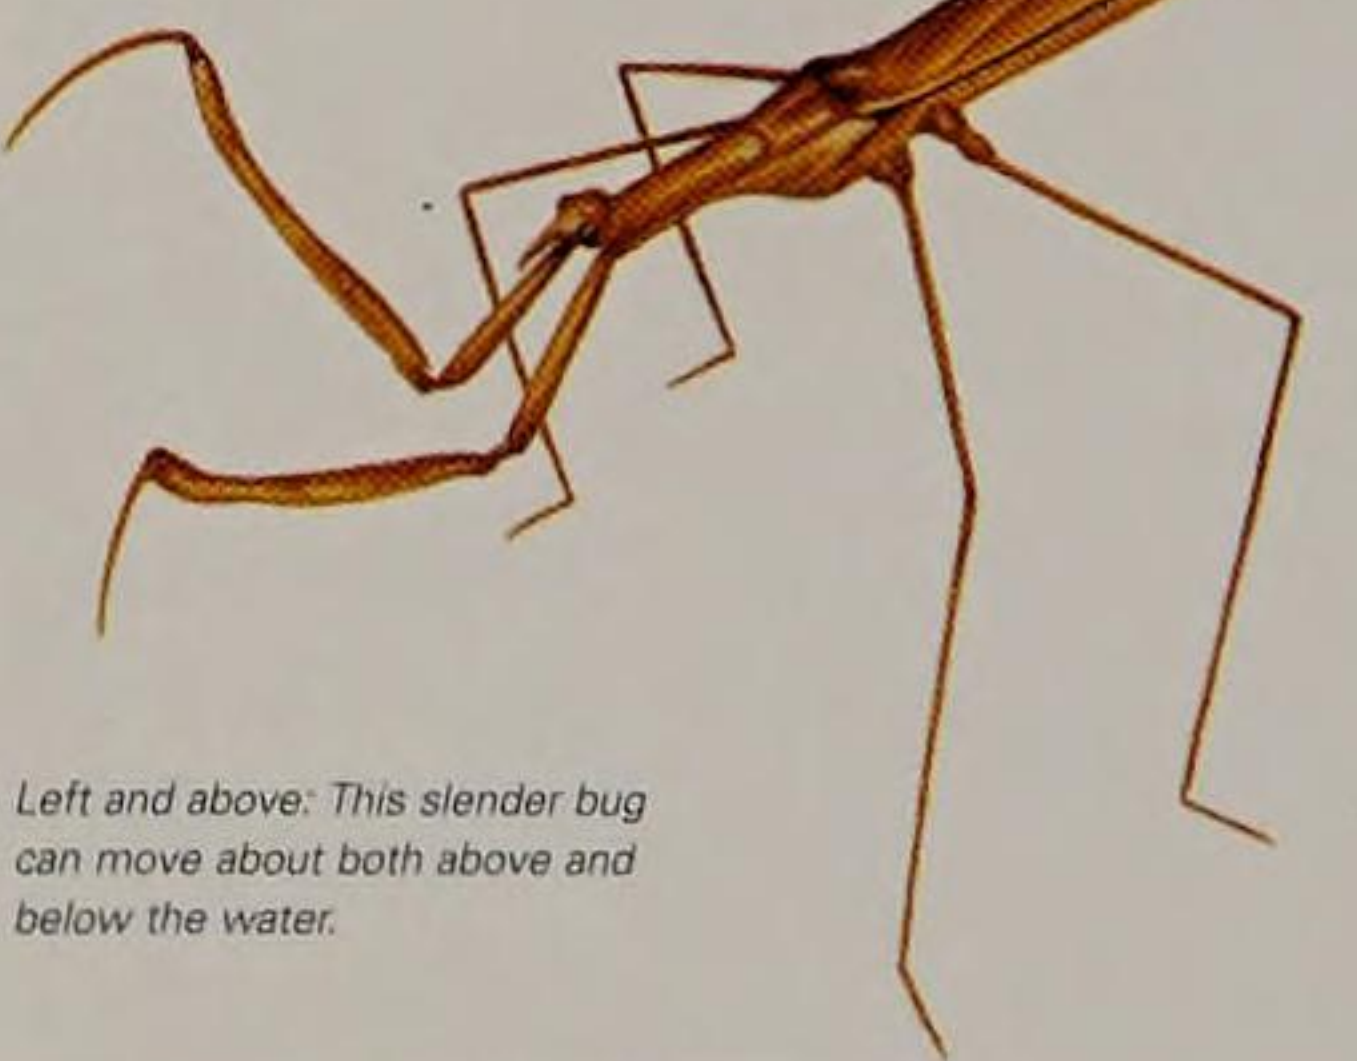 Left and above: This slender bug
can move about both above and
below the water.